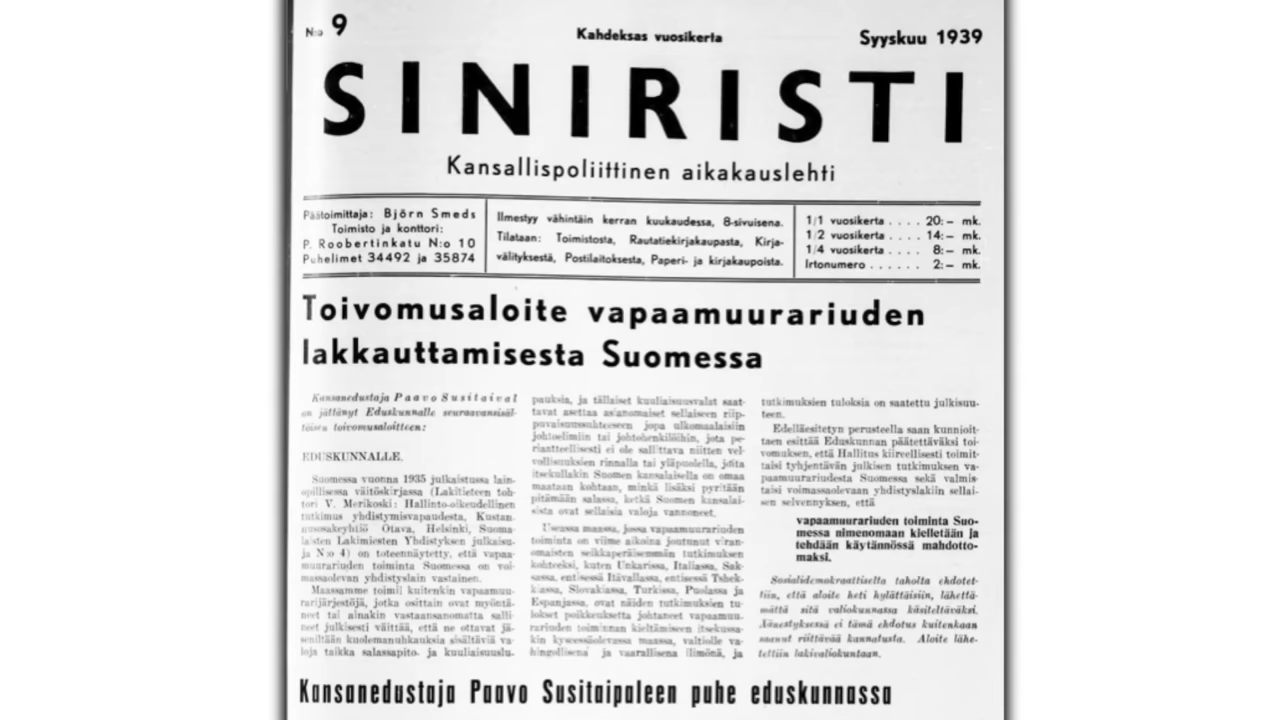 N:o 9
Kahdeksas vuosikerta
Syyskuu 1939
SINIRISTI
Kansallispoliittinen aikakauslehti
Päätoimittaja: Björn Smeds
Toimisto ja konttori:
P. Roobertinkatu N:o 10
Puhelimet 34492 ja 35874
Ilmestyy vähintäin kerran kuukaudessa, 8-sivuisena.
Tilataan: Toimistosta, Rautatiekirjakaupasta, Kirja-
välityksestä, Postilaitoksesta, Paperi- ja kirjakaupoista.
1/1 vuosikerta . . . . 20:— mk.
1/2 vuosikerta . . . . 14:— mk.
1/4 vuosikerta . . . . 8:— mk.
Irtonumero . . . . . . 2:— mk.
Toivomusaloite vapaamuurariuden
lakkauttamisesta Suomessa
Kansanedustaja Paavo Susitaival
on jättänyt Eduskunnalle seuraavansisäl-
töisen toivomusaloitteen:
EDUSKUNNALLE.
Suomessa vuonna 1935 julkaistussa lain-
opillisessa väitöskirjassa (Lakitieteen toh-
tori V. Merikoski: Hallinto-oikeudellinen
tutkimus yhdistymisvapaudesta, Kustan-
nusosakeyhtiö Otava, Helsinki, Suoma-
laisten Lakimiesten Yhdistyksen julkaisu-
ja N:o 4) on toteennäytetty, että vapaa-
muurariuden toiminta Suomessa on voi-
massaolevan yhdistyslain vastainen.
Maassamme toimii kuitenkin vapaamuu-
rarijärjestöjä, jotka osittain ovat myöntä-
neet tai ainakin vastaansanomatta salli-
neet julkisesti väittää, että ne ottavat jä-
seniltään kuolemanuhkauksia sisältäviä va-
loja taikka salassapito- ja kuuliaisuuslu-
pauksia, ja tällaiset kuuliaisuusvalat saat-
tavat asettaa asianomaiset sellaiseen riip-
puvaisuussuhteeseen jopa ulkomaalaisiin
johtoelimiin tai johtohenkilöihin, jota pe-
riaatteellisesti ei ole sallittava niitten vel-
vollisuuksien rinnalla tai yläpuolella, joita
itsekullakin Suomen kansalaisella on omaa
maataan kohtaan, minkä lisäksi pyritään
pitämään salassa, ketkä Suomen kansalai-
sista ovat sellaisia valoja vannoneet.
Useassa maassa, jossa vapaamuurariuden
toiminta on viime aikoina joutunut viran-
omaisten seikkaperäisemmän tutkimuksen
kohteeksi, kuten Unkarissa, Italiassa, Sak-
sassa, entisessä Itävallassa, entisessä Tshek-
kiassa, Slovakiassa, Turkissa, Puolassa ja
Espanjassa, ovat näiden tutkimuksien tu-
lokset poikkeuksetta johtaneet vapaamuu-
rariuden toiminnan kieltämiseen itsekussa-
kin kyseessäolevassa maassa, valtiolle va-
hingollisena ja vaarallisena ilmiönä, ja
tutkimuksien tuloksia on saatettu julkisuu-
teen.
Edelläesitetyn perusteella saan kunnioit-
taen esittää Eduskunnan päätettäväksi toi-
vomuksen, että Hallitus kiireellisesti toimit-
taisi tyhjentävän julkisen tutkimuksen va-
paamuurariudesta Suomessa sekä valmis-
taisi voimassaolevaan yhdistyslakiin sellai-
sen selvennyksen, että
vapaamuurariuden toiminta Suo-
messa nimenomaan kielletään ja
tehdään käytännössä mahdotto-
maksi.
Sosialidemokraattiselta taholta ehdotet-
tiin, että aloite heti hylättäisiin, lähettä-
mättä sitä valiokunnassa käsiteltäväksi.
Äänestyksessä ei tämä ehdotus kuitenkaan
saanut riittävää kannatusta. Aloite lähe-
tettiin lakivaliokuntaan.
Kansanedustaja Paavo Susitaipaleen puhe eduskunnassa